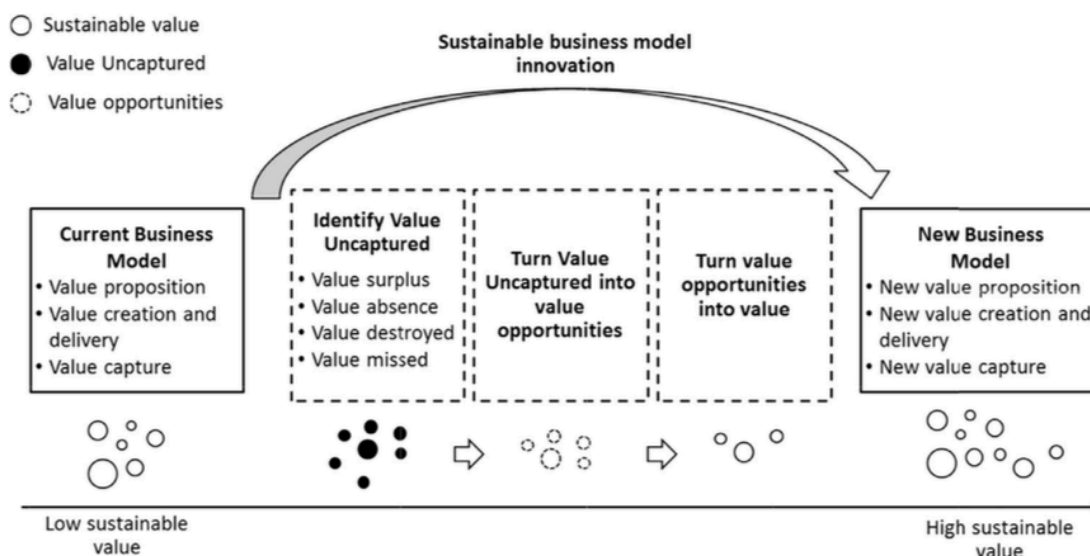 Sustainable value
Value Uncaptured
Value opportunities
Sustainable business model
innovation
Current Business
Model
• Value proposition
• Value creation and
delivery
• Value capture
Identify Value
Uncaptured
• Value surplus
• Value absence
• Value destroyed
• Value missed
Turn Value
Uncaptured into
value
opportunities
Turn value
opportunities
into value
New Business
Model
• New value proposition
• New value creation and
delivery
• New value capture
Low sustainable
value
High sustainable
value